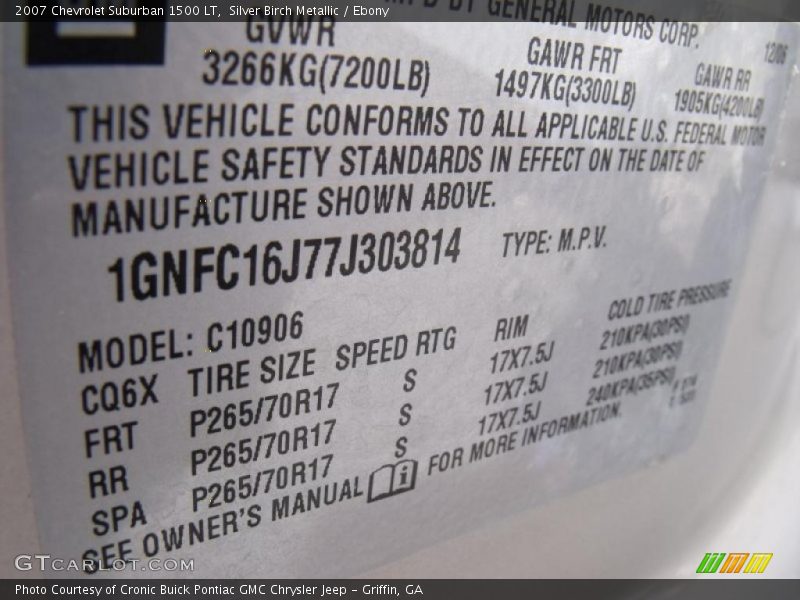 2007 Chevrolet Suburban 1500 LT, Silver Birch Metallic / Ebony
BY GENERAL MOTORS CORP.
12/06
GVWR GAWR FRT GAWR RR
3266KG(7200LB) 1497KG(3300LB) 1905KG(4200LB)
THIS VEHICLE CONFORMS TO ALL APPLICABLE U.S. FEDERAL MOTOR
VEHICLE SAFETY STANDARDS IN EFFECT ON THE DATE OF
MANUFACTURE SHOWN ABOVE.
1GNFC16J77J303814 TYPE: M.P.V.
MODEL: C10906
CQ6X TIRE SIZE SPEED RTG RIM COLD TIRE PRESSURE
FRT P265/70R17 S 17X7.5J 210KPA(30PSI)
RR P265/70R17 S 17X7.5J 210KPA(30PSI)
SPA P265/70R17 S 17X7.5J 240KPA(35PSI)
SEE OWNER'S MANUAL FOR MORE INFORMATION.
GTcarlot.com
Photo Courtesy of Cronic Buick Pontiac GMC Chrysler Jeep – Griffin, GA